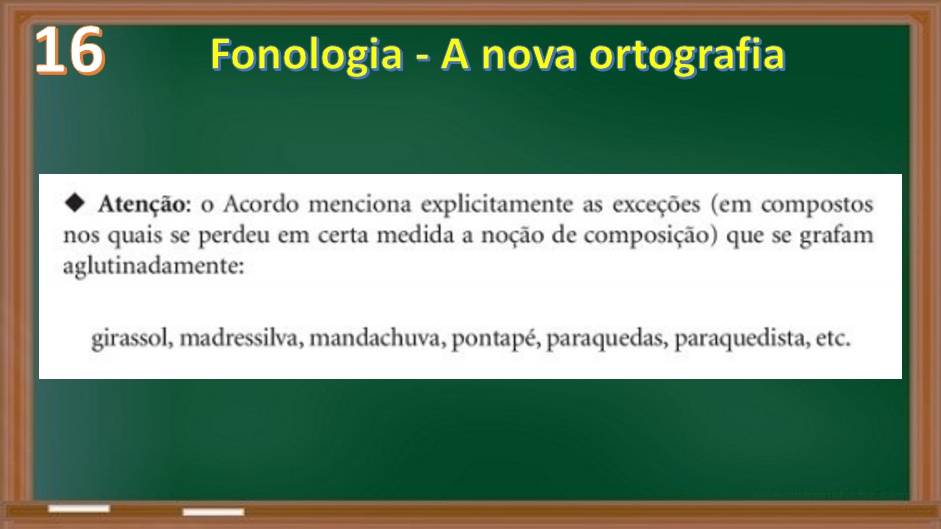 16
Fonologia - A nova ortografia
◆ Atenção: o Acordo menciona explicitamente as exceções (em compostos
nos quais se perdeu em certa medida a noção de composição) que se grafam
aglutinadamente:
girassol, madressilva, mandachuva, pontapé, paraquedas, paraquedista, etc.